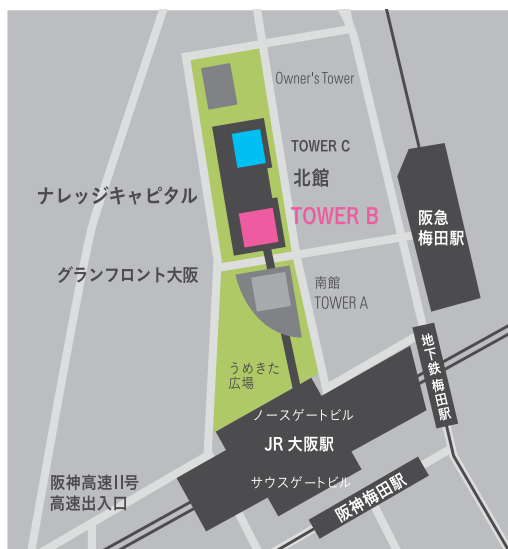 Owner's Tower
TOWER C
北館
ナレッジキャピタル
TOWER B
阪急
梅田駅
グランフロント大阪
南館
TOWER A
うめきた
広場
地下鉄 梅田駅
ノースゲートビル
JR 大阪駅
サウスゲートビル
阪神高速II号
高速出入口
阪神梅田駅